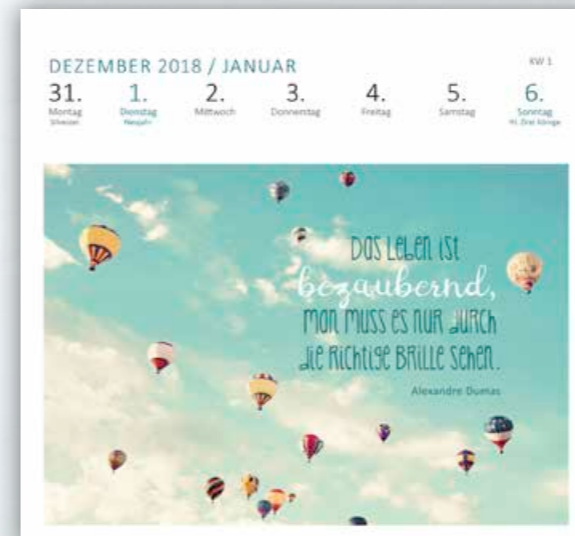 DEZEMBER 2018 / JANUAR
KW 1
31. 1. 2. 3. 4. 5. 6.
Montag Dienstag Mittwoch Donnerstag Freitag Samstag Sonntag
Silvester Neujahr Hl. Drei Könige
Das Leben ist
bezaubernd,
man muss es nur durch
die richtige Brille sehen.
Alexandre Dumas